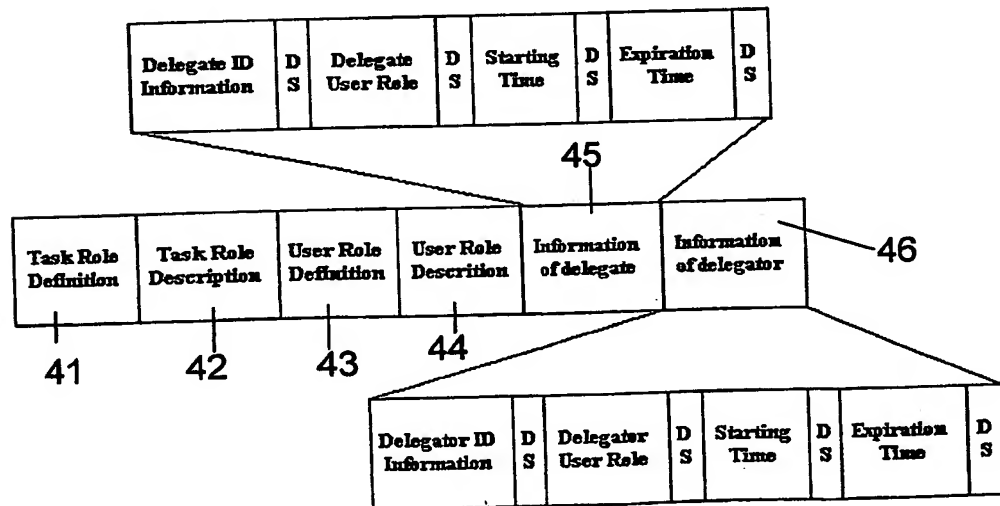 Delegate ID Information
D S
Delegate User Role
D S
Starting Time
D S
Expiration Time
D S
45
Task Role Definition
Task Role Description
User Role Definition
User Role Descrition
Information of delegate
Information of delegator
46
41
42
43
44
Delegator ID Information
D S
Delegator User Role
D S
Starting Time
D S
Expiration Time
D S